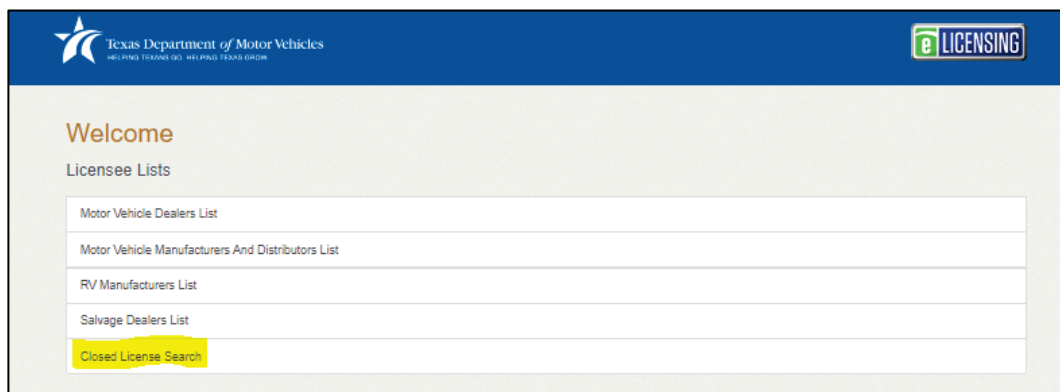 Texas Department of Motor Vehicles
HELPING TEXANS GO. HELPING TEXAS GROW.
e LICENSING
Welcome
Licensee Lists
Motor Vehicle Dealers List
Motor Vehicle Manufacturers And Distributors List
RV Manufacturers List
Salvage Dealers List
Closed License Search